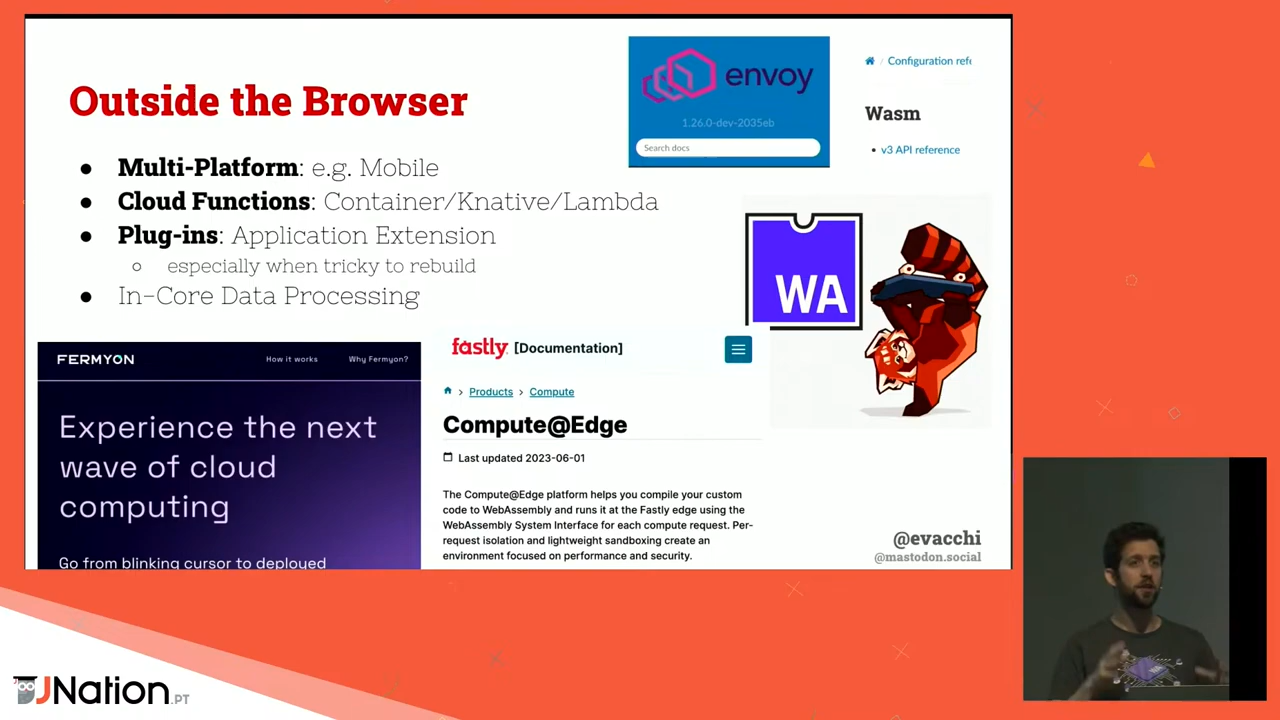 Outside the Browser
● Multi-Platform: e.g. Mobile
● Cloud Functions: Container/Knative/Lambda
● Plug-ins: Application Extension
○ especially when tricky to rebuild
● In-Core Data Processing
envoy
1.26.0-dev-2035eb
Search docs
/ Configuration refe
Wasm
• v3 API reference
WA
FERMYON
How it works
Why Fermyon?
Experience the next
wave of cloud
computing
Go from blinking cursor to deployed
fastly [Documentation]
> Products > Compute
Compute@Edge
Last updated 2023-06-01
The Compute@Edge platform helps you compile your custom
code to WebAssembly and runs it at the Fastly edge using the
WebAssembly System Interface for each compute request. Per-
request isolation and lightweight sandboxing create an
environment focused on performance and security.
@evacchi
@mastodon.social
JNation.PT